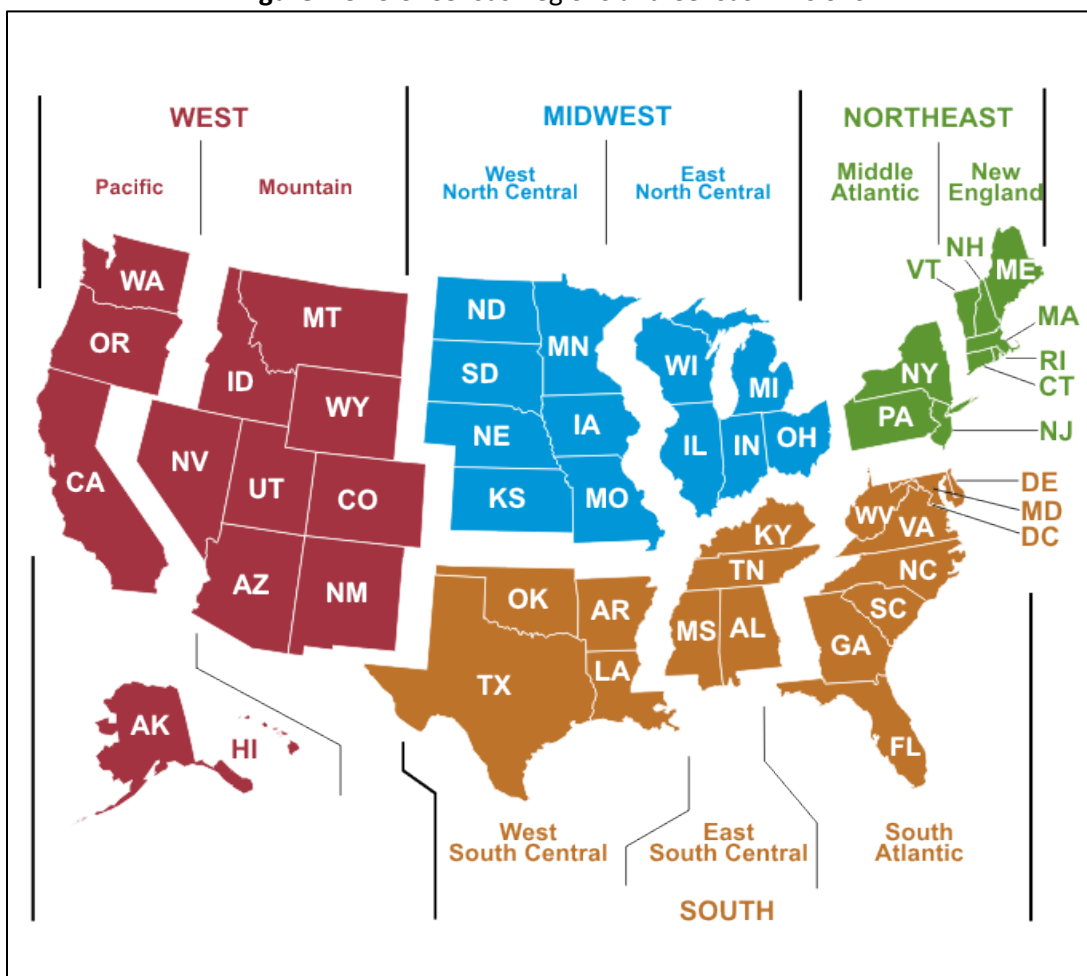 WEST
MIDWEST
NORTHEAST
Pacific
Mountain
West
North Central
East
North Central
Middle
Atlantic
New
England
WA
OR
CA
NV
ID
MT
WY
UT
CO
AZ
NM
AK
HI
ND
SD
NE
KS
MN
IA
MO
WI
MI
IL
IN
OH
NH
VT
ME
MA
RI
CT
NY
PA
NJ
DE
MD
DC
WV
VA
KY
TN
NC
SC
OK
AR
MS
AL
GA
TX
LA
FL
West
South Central
East
South Central
South
Atlantic
SOUTH